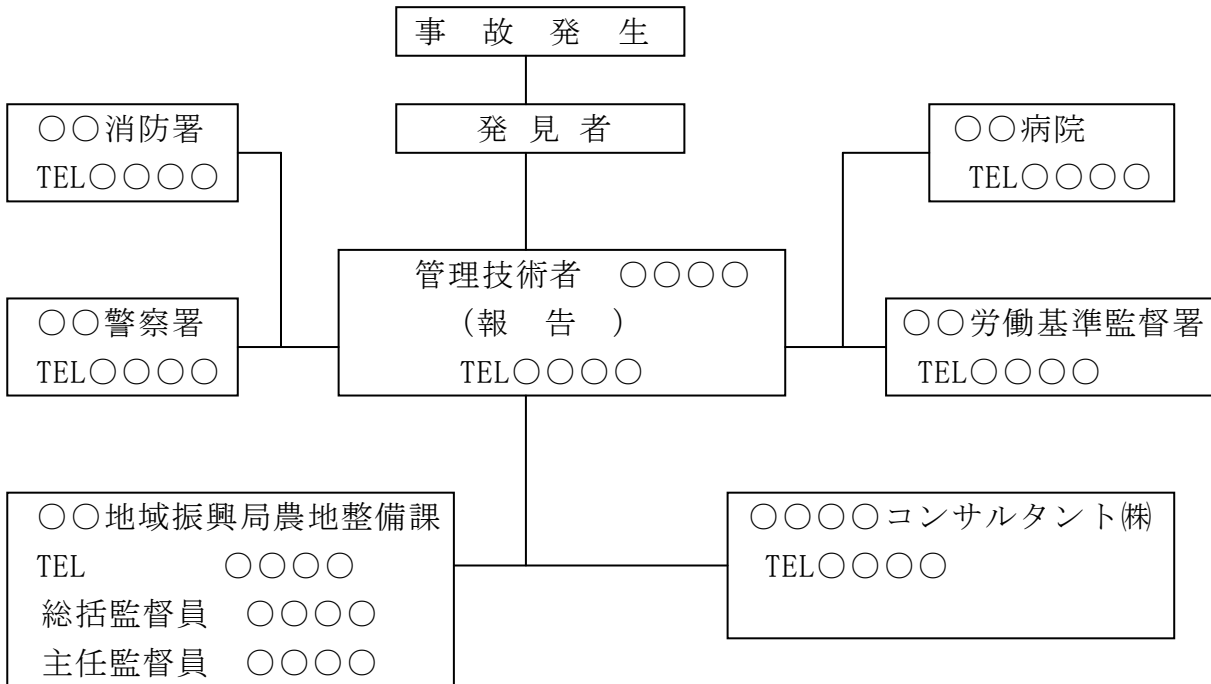 事 故 発 生
発 見 者
○○消防署
TEL○○○○
○○病院
TEL○○○○
管理技術者 ○○○○
(報 告 )
TEL○○○○
○○警察署
TEL○○○○
○○労働基準監督署
TEL○○○○
○○地域振興局農地整備課
TEL ○○○○
総括監督員 ○○○○
主任監督員 ○○○○
○○○○コンサルタント㈱
TEL○○○○